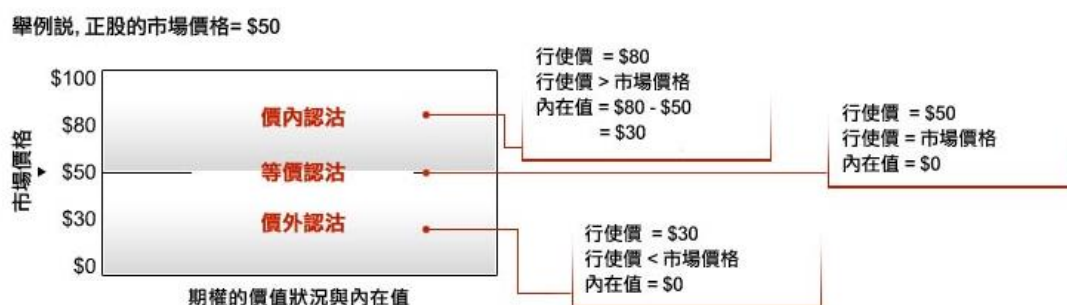 舉例說, 正股的市場價格= $50
行使價 = $80
行使價 > 市場價格
內在值 = $80 - $50
= $30
行使價 = $50
行使價 = 市場價格
內在值 = $0
市場價格
$100
$80
$50
$30
$0
價內認沽
等價認沽
價外認沽
行使價 = $30
行使價 < 市場價格
內在值 = $0
期權的價值狀況與內在值